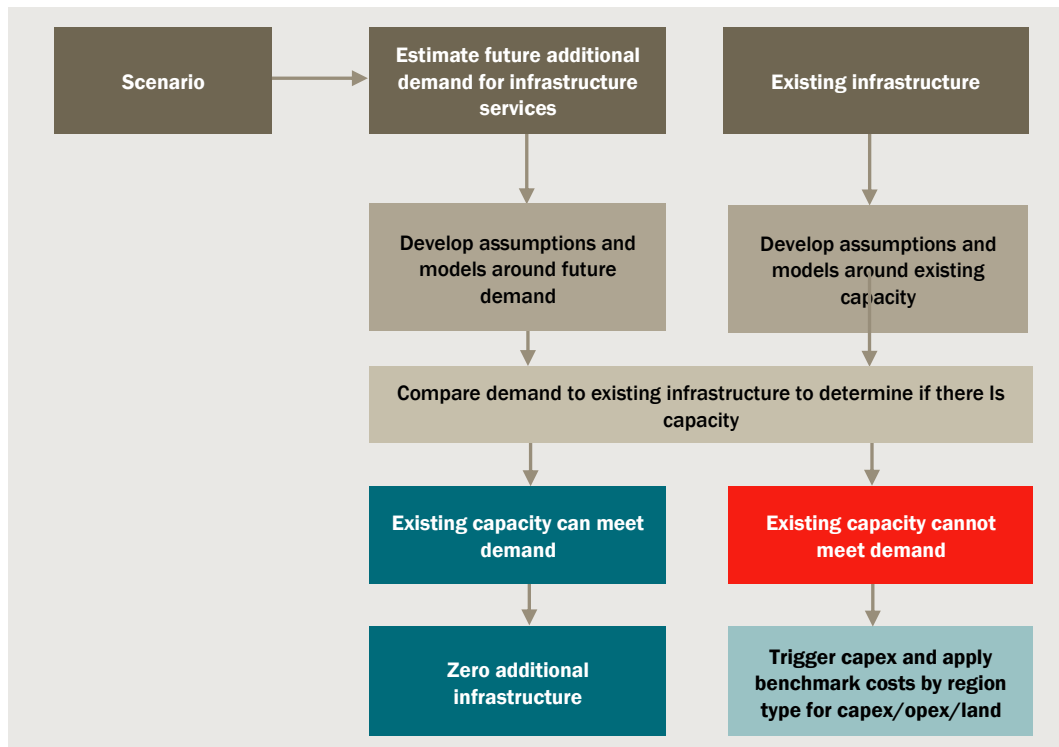 Scenario
Estimate future additional
demand for infrastructure
services
Existing infrastructure
Develop assumptions and
models around future
demand
Develop assumptions and
models around existing
capacity
Compare demand to existing infrastructure to determine if there Is
capacity
Existing capacity can meet
demand
Existing capacity cannot
meet demand
Zero additional
infrastructure
Trigger capex and apply
benchmark costs by region
type for capex/opex/land